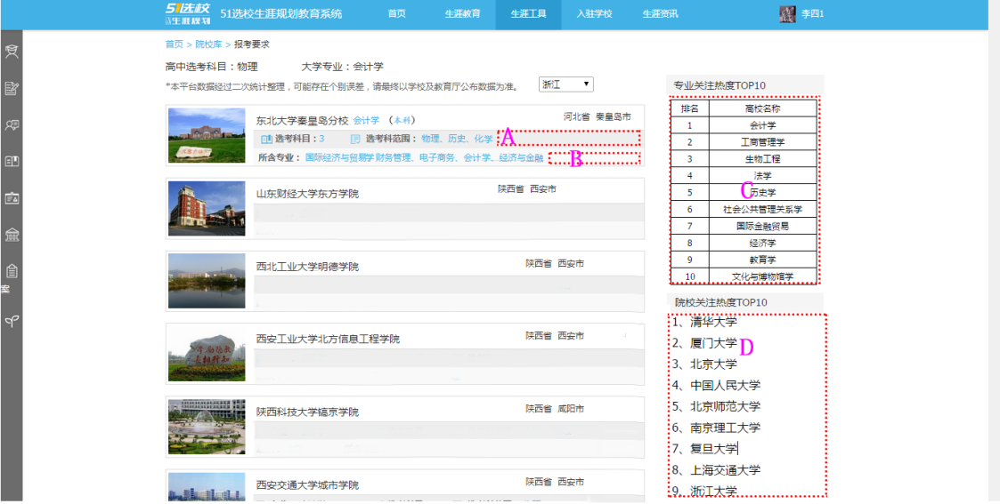 51选校
生涯规划
51选校生涯规划教育系统
首页
生涯教育
生涯工具
入驻学校
生涯资讯
李四1
首页 > 院校库 > 报考要求
高中选考科目：物理
大学专业：会计学
*本平台数据经过二次统计整理，可能存在个别误差，请最终以学校及教育厅公布数据为准。
浙江
东北大学秦皇岛分校 会计学 （本科）
河北省 秦皇岛市
选考科目：3
选考科范围：物理、历史、化学
A
所含专业：国际经济与贸易学财务管理、电子商务、会计学、经济与金融
B
山东财经大学东方学院
陕西省 西安市
西北工业大学明德学院
陕西省 西安市
西安工业大学北方信息工程学院
陕西省 西安市
陕西科技大学镐京学院
陕西省 咸阳市
西安交通大学城市学院
陕西省 西安市
案
专业关注热度TOP10
排名 高校名称
1 会计学
2 工商管理学
3 生物工程
4 法学
5 历史学
C
6 社会公共管理关系学
7 国际金融贸易
8 经济学
9 教育学
10 文化与博物馆学
院校关注热度TOP10
1、清华大学
2、厦门大学
D
3、北京大学
4、中国人民大学
5、北京师范大学
6、南京理工大学
7、复旦大学
8、上海交通大学
9、浙江大学